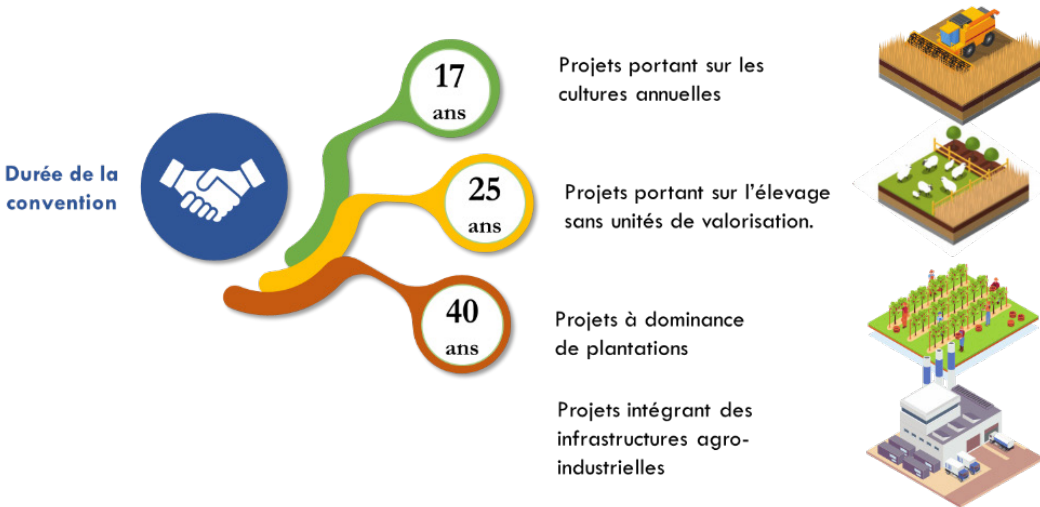 Durée de la
convention
17
ans
Projets portant sur les
cultures annuelles
25
ans
Projets portant sur l'élevage
sans unités de valorisation.
40
ans
Projets à dominance
de plantations
Projets intégrant des
infrastructures agro-
industrielles